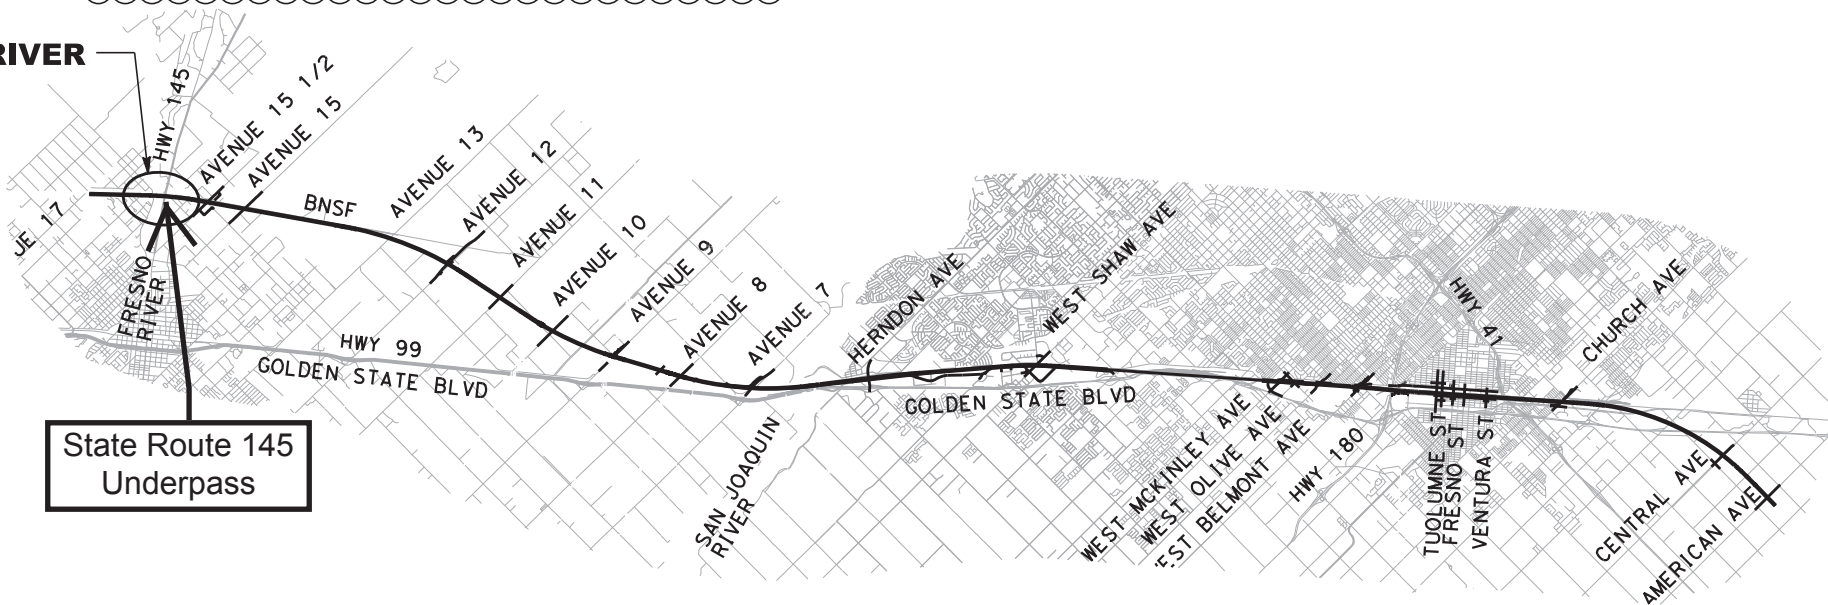 RIVER
HWY 145
AVENUE 15 1/2
AVENUE 15
BNSF
AVENUE 13
AVENUE 12
AVENUE 11
AVENUE 10
AVENUE 9
AVENUE 8
AVENUE 7
HERNDON AVE
WEST SHAW AVE
HWY 41
CHURCH AVE
JE 17
FRESNO
RIVER
HWY 99
GOLDEN STATE BLVD
GOLDEN STATE BLVD
State Route 145
Underpass
SAN JOAQUIN
RIVER
WEST MCKINLEY AVE
WEST OLIVE AVE
EST BELMONT AVE
HWY 180
TUOLUMNE ST
FRESNO ST
VENTURA ST
CENTRAL AVE
AMERICAN AVE